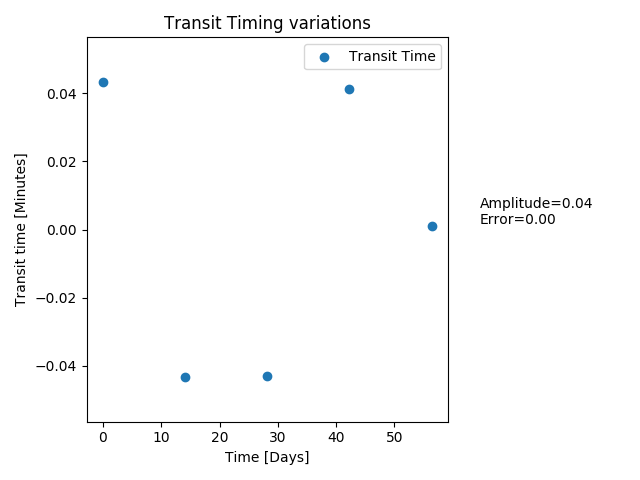 Transit Timing variations
Transit Time
0.04
0.02
0.00
−0.02
−0.04
Transit time [Minutes]
0 10 20 30 40 50
Time [Days]
Amplitude=0.04
Error=0.00